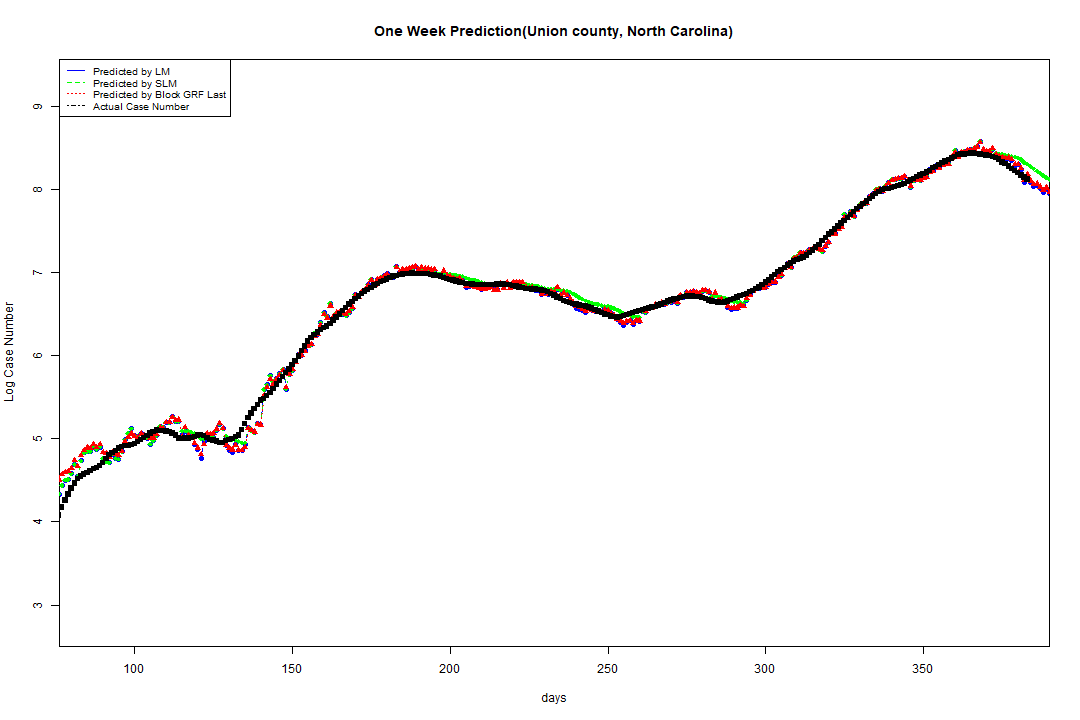 One Week Prediction(Union county, North Carolina)
Predicted by LM
Predicted by SLM
Predicted by Block GRF Last
Actual Case Number
9
8
7
6
5
4
3
Log Case Number
100 150 200 250 300 350
days